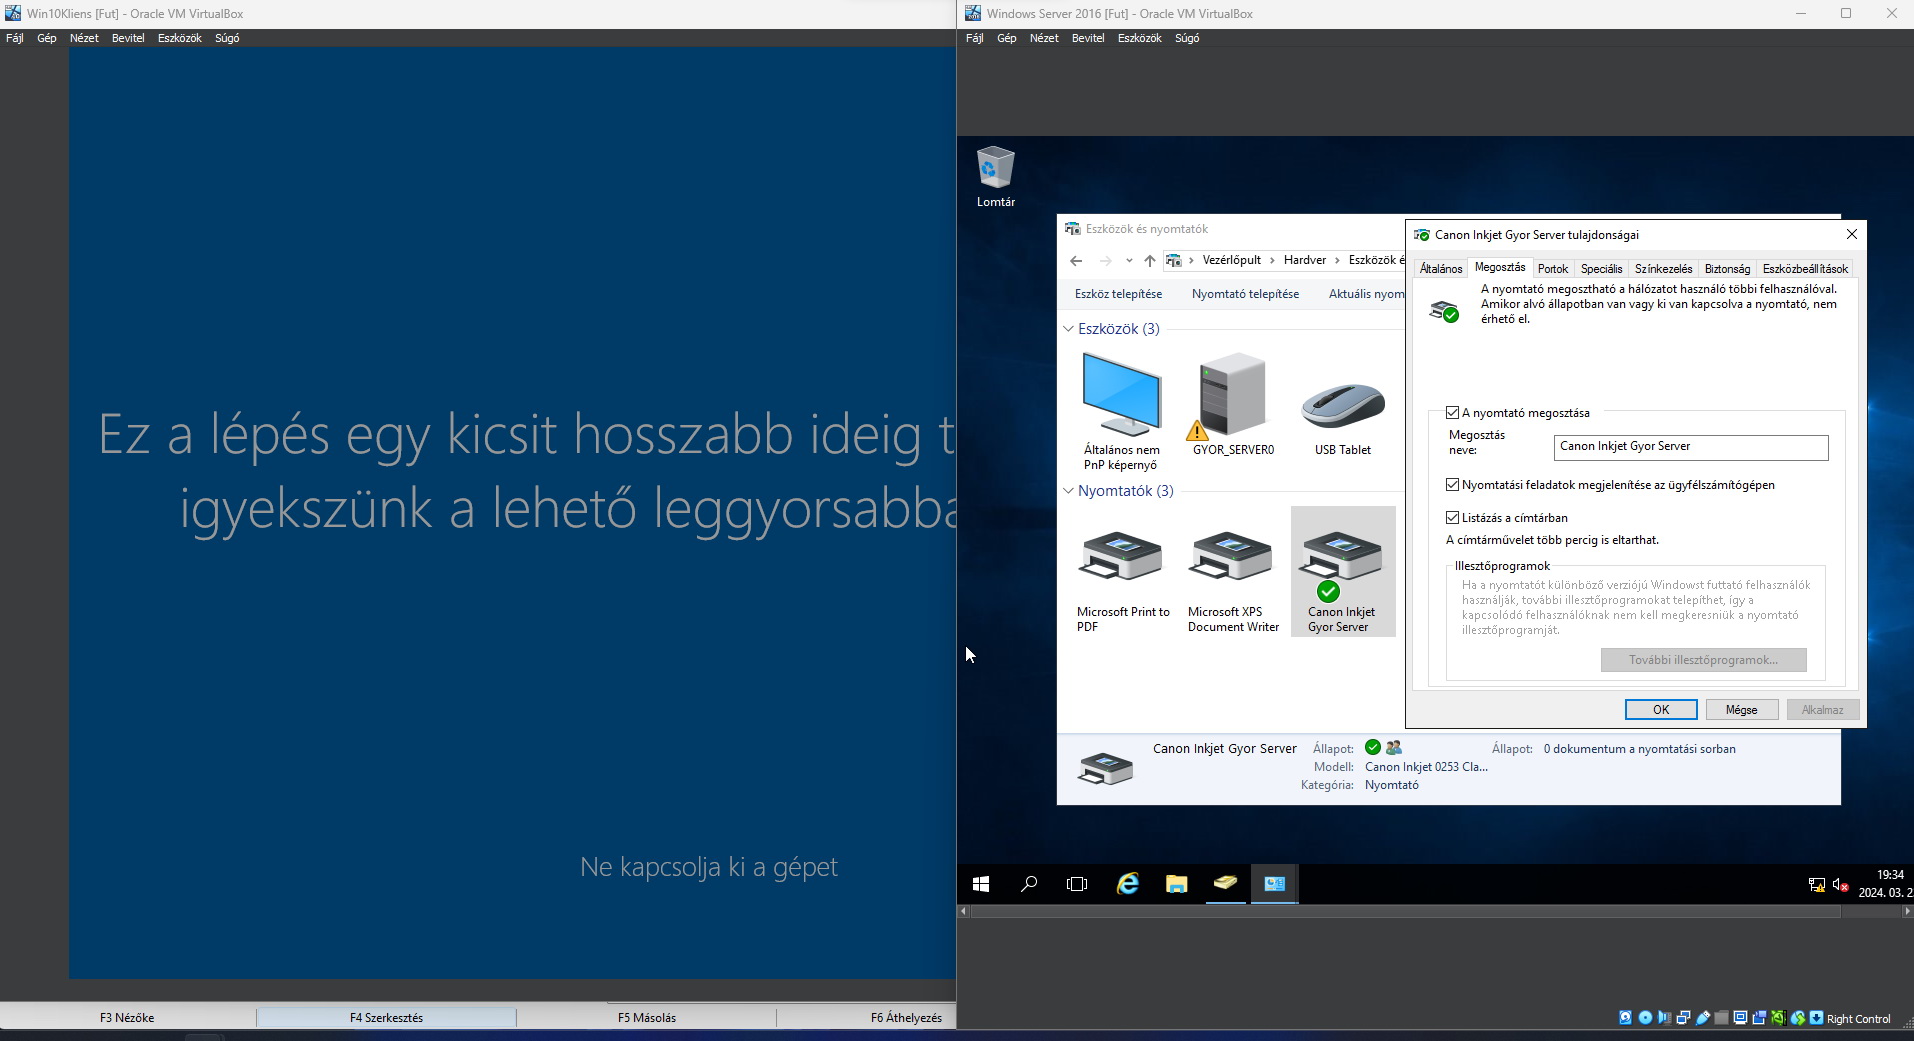 Win10Kliens [Fut] - Oracle VM VirtualBox
Fájl Gép Nézet Bevitel Eszközök Súgó
Ez a lépés egy kicsit hosszabb ideig t
igyekszünk a lehető leggyorsabba
Ne kapcsolja ki a gépet
F3 Nézőke F4 Szerkesztés F5 Másolás F6 Áthelyezés
Windows Server 2016 [Fut] - Oracle VM VirtualBox
Fájl Gép Nézet Bevitel Eszközök Súgó
Lomtár
Eszközök és nyomtatók
Vezérlőpult Hardver Eszközök é
Eszköz telepítése Nyomtató telepítése Aktuális nyom
Eszközök (3)
Általános nem
PnP képernyő
GYOR_SERVER0
USB Tablet
Nyomtatók (3)
Microsoft Print to
PDF
Microsoft XPS
Document Writer
Canon Inkjet
Gyor Server
Canon Inkjet Gyor Server Állapot: Állapot: 0 dokumentum a nyomtatási sorban
Modell: Canon Inkjet 0253 Cla...
Kategória: Nyomtató
Canon Inkjet Gyor Server tulajdonságai
Általános Megosztás Portok Speciális Színkezelés Biztonság Eszközbeállítások
A nyomtató megosztható a hálózatot használó többi felhasználóval.
Amikor alvó állapotban van vagy ki van kapcsolva a nyomtató, nem
érhető el.
A nyomtató megosztása
Megosztás
neve:
Canon Inkjet Gyor Server
Nyomtatási feladatok megjelenítése az ügyfélszámítógépen
Listázás a címtárban
A címtárművelet több percig is eltarthat.
Illesztőprogramok
Ha a nyomtatót különböző verziójú Windowst futtató felhasználók
használják, további illesztőprogramokat telepíthet, így a
kapcsolódó felhasználóknak nem kell megkeresniük a nyomtató
illesztőprogramját.
További illesztőprogramok...
OK Mégse Alkalmaz
19:34
2024. 03. 2
Right Control